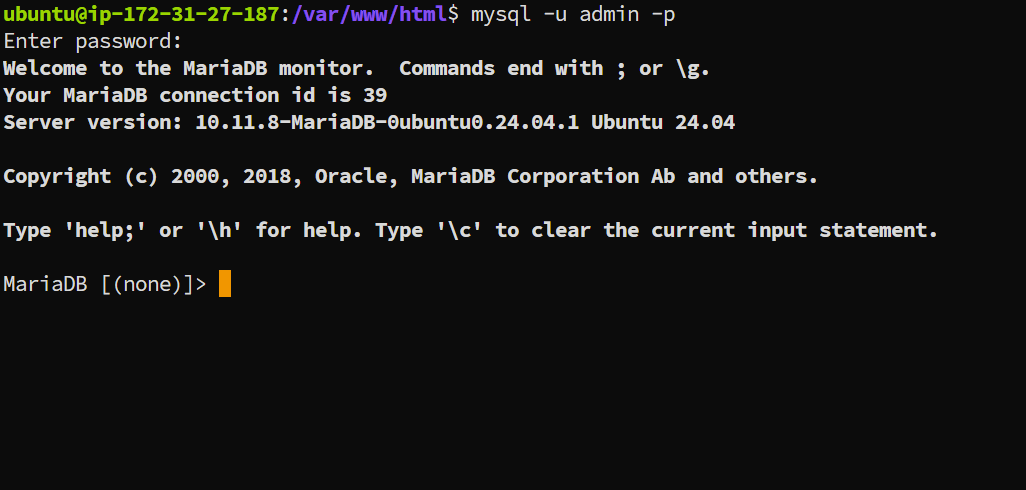 ubuntu@ip-172-31-27-187:/var/www/html$ mysql -u admin -p
Enter password:
Welcome to the MariaDB monitor.  Commands end with ; or \g.
Your MariaDB connection id is 39
Server version: 10.11.8-MariaDB-0ubuntu0.24.04.1 Ubuntu 24.04
Copyright (c) 2000, 2018, Oracle, MariaDB Corporation Ab and others.
Type 'help;' or '\h' for help. Type '\c' to clear the current input statement.
MariaDB [(none)]>